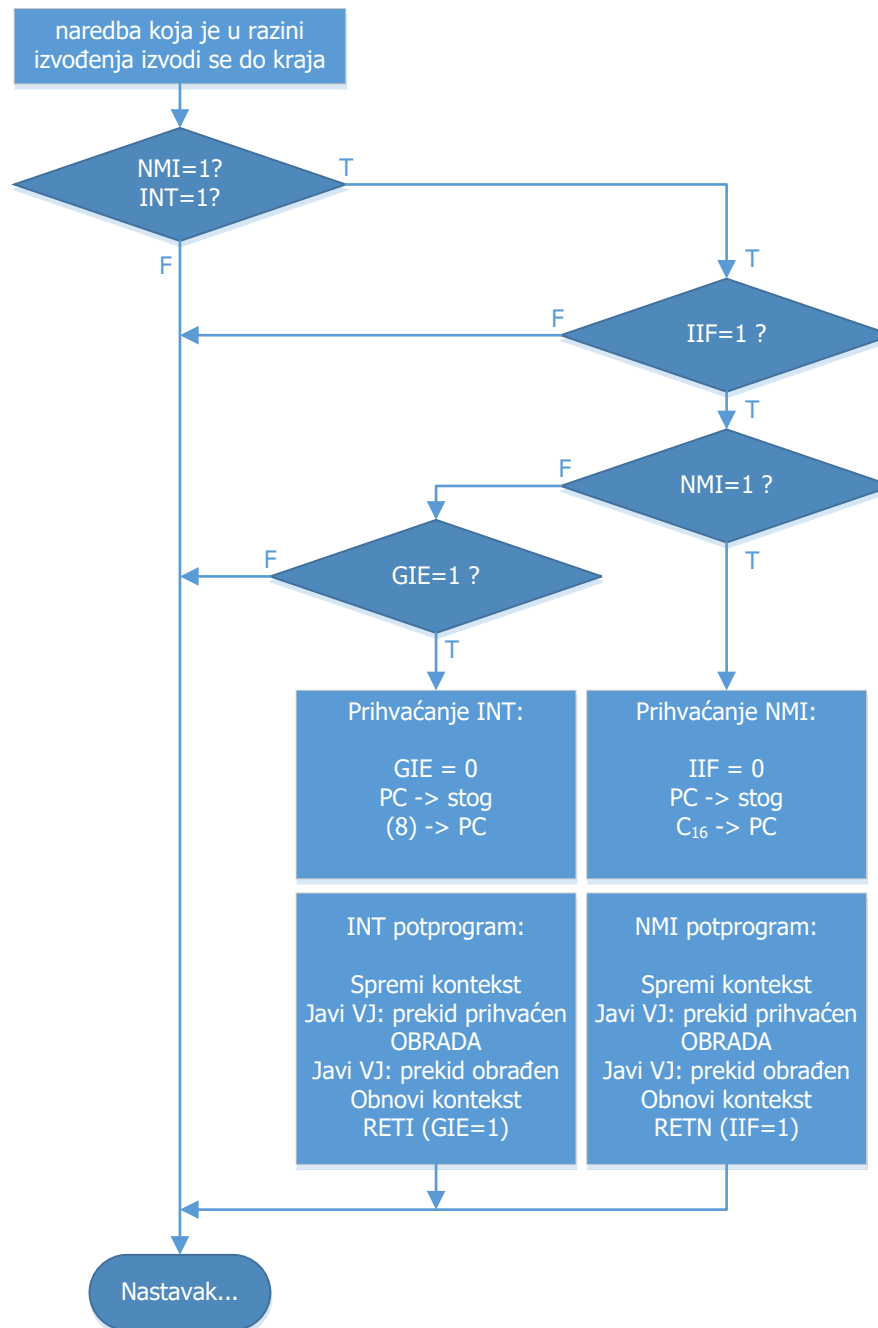 naredba koja je u razini
izvođenja izvodi se do kraja
NMI=1?
INT=1?
T
F
T
IIF=1 ?
F
T
NMI=1 ?
F
T
GIE=1 ?
F
T
Prihvaćanje INT:
GIE = 0
PC -> stog
(8) -> PC
Prihvaćanje NMI:
IIF = 0
PC -> stog
C₁₆ -> PC
INT potprogram:
Spremi kontekst
Javi VJ: prekid prihvaćen
OBRADA
Javi VJ: prekid obrađen
Obnovi kontekst
RETI (GIE=1)
NMI potprogram:
Spremi kontekst
Javi VJ: prekid prihvaćen
OBRADA
Javi VJ: prekid obrađen
Obnovi kontekst
RETN (IIF=1)
Nastavak...